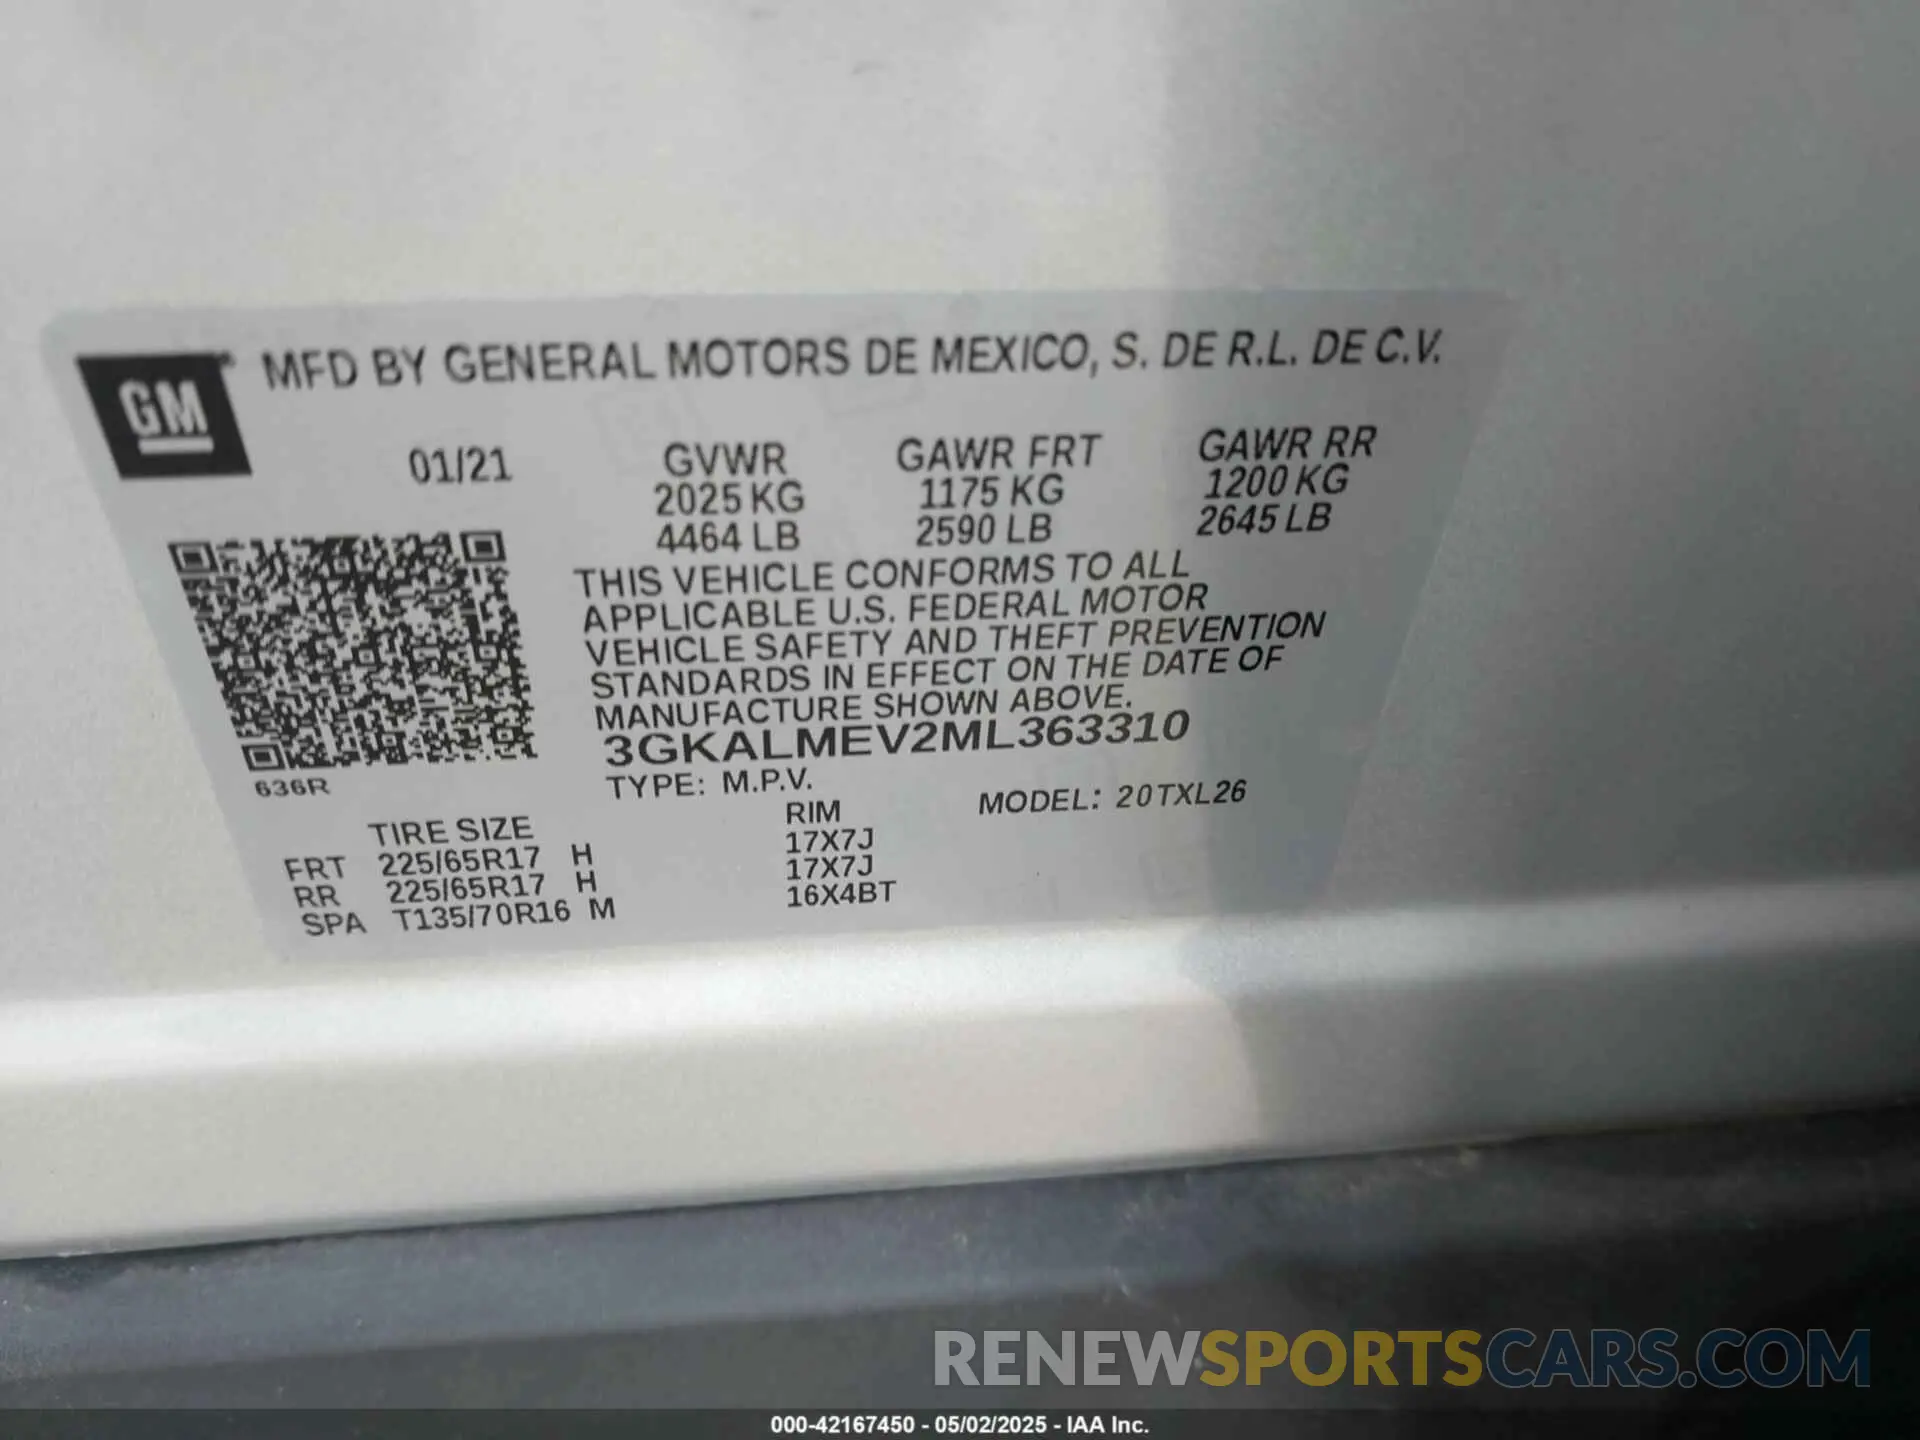 GM
MFD BY GENERAL MOTORS DE MEXICO, S. DE R.L. DE C.V.
01/21 GVWR GAWR FRT GAWR RR
2025 KG 1175 KG 1200 KG
4464 LB 2590 LB 2645 LB
THIS VEHICLE CONFORMS TO ALL
APPLICABLE U.S. FEDERAL MOTOR
VEHICLE SAFETY AND THEFT PREVENTION
STANDARDS IN EFFECT ON THE DATE OF
MANUFACTURE SHOWN ABOVE.
3GKALMEV2ML363310
636R
TYPE: M.P.V. MODEL: 20TXL26
TIRE SIZE RIM
FRT 225/65R17 H 17X7J
RR 225/65R17 H 17X7J
SPA T135/70R16 M 16X4BT
RENEWSPORTSCARS.COM
000-42167450 - 05/02/2025 - IAA Inc.